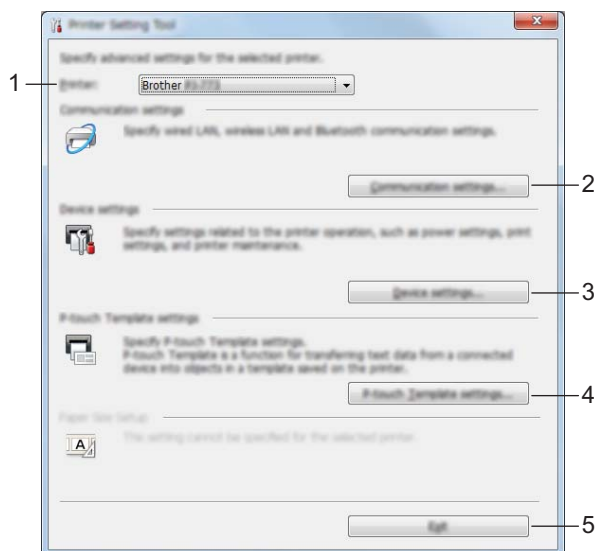 Printer Setting Tool
Specify advanced settings for the selected printer.
1
Printer:
Brother
Communication settings
Specify wired LAN, wireless LAN and Bluetooth communication settings.
Communication settings...
2
Device settings
Specify settings related to the printer operation, such as power settings, print
settings, and printer maintenance.
Device settings...
3
P-touch Template settings
Specify P-touch Template settings.
P-touch Template is a function for transferring text data from a connected
device into objects in a template saved on the printer.
P-touch Template settings...
4
Paper Size Setup
This setting cannot be specified for the selected printer.
A
Exit
5